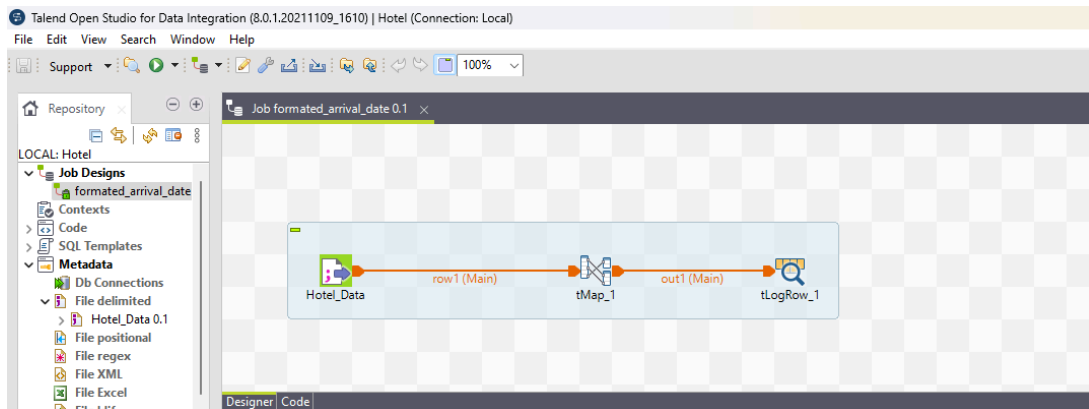 Talend Open Studio for Data Integration (8.0.1.20211109_1610) | Hotel (Connection: Local)
File Edit View Search Window Help
Support 100%
Repository
Job formated_arrival_date 0.1
LOCAL: Hotel
Job Designs
formated_arrival_date
Contexts
Code
SQL Templates
Metadata
Db Connections
File delimited
Hotel_Data 0.1
File positional
File regex
File XML
File Excel
row1 (Main)
out1 (Main)
Hotel_Data
tMap_1
tLogRow_1
Designer Code